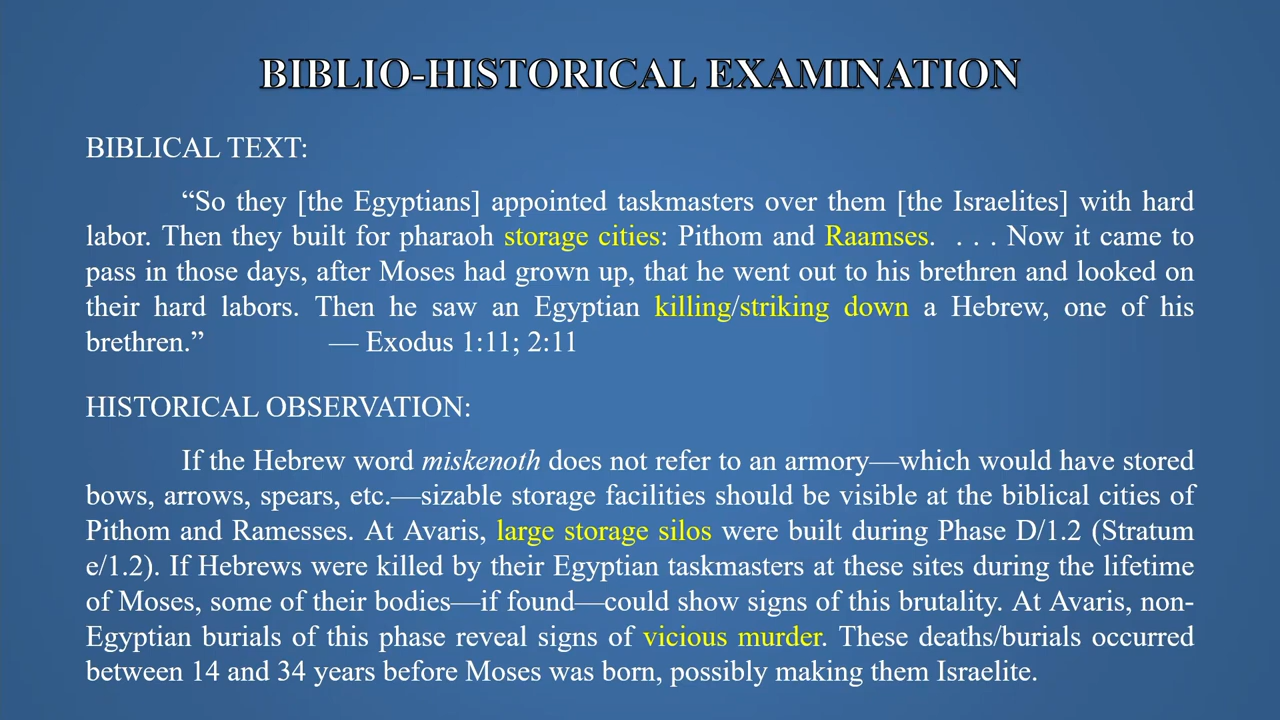 BIBLIO-HISTORICAL EXAMINATION
BIBLICAL TEXT:
“So they [the Egyptians] appointed taskmasters over them [the Israelites] with hard
labor. Then they built for pharaoh storage cities: Pithom and Raamses. . . . Now it came to
pass in those days, after Moses had grown up, that he went out to his brethren and looked on
their hard labors. Then he saw an Egyptian killing/striking down a Hebrew, one of his
brethren.” — Exodus 1:11; 2:11
HISTORICAL OBSERVATION:
If the Hebrew word miskenoth does not refer to an armory—which would have stored
bows, arrows, spears, etc.—sizable storage facilities should be visible at the biblical cities of
Pithom and Ramesses. At Avaris, large storage silos were built during Phase D/1.2 (Stratum
e/1.2). If Hebrews were killed by their Egyptian taskmasters at these sites during the lifetime
of Moses, some of their bodies—if found—could show signs of this brutality. At Avaris, non-
Egyptian burials of this phase reveal signs of vicious murder. These deaths/burials occurred
between 14 and 34 years before Moses was born, possibly making them Israelite.